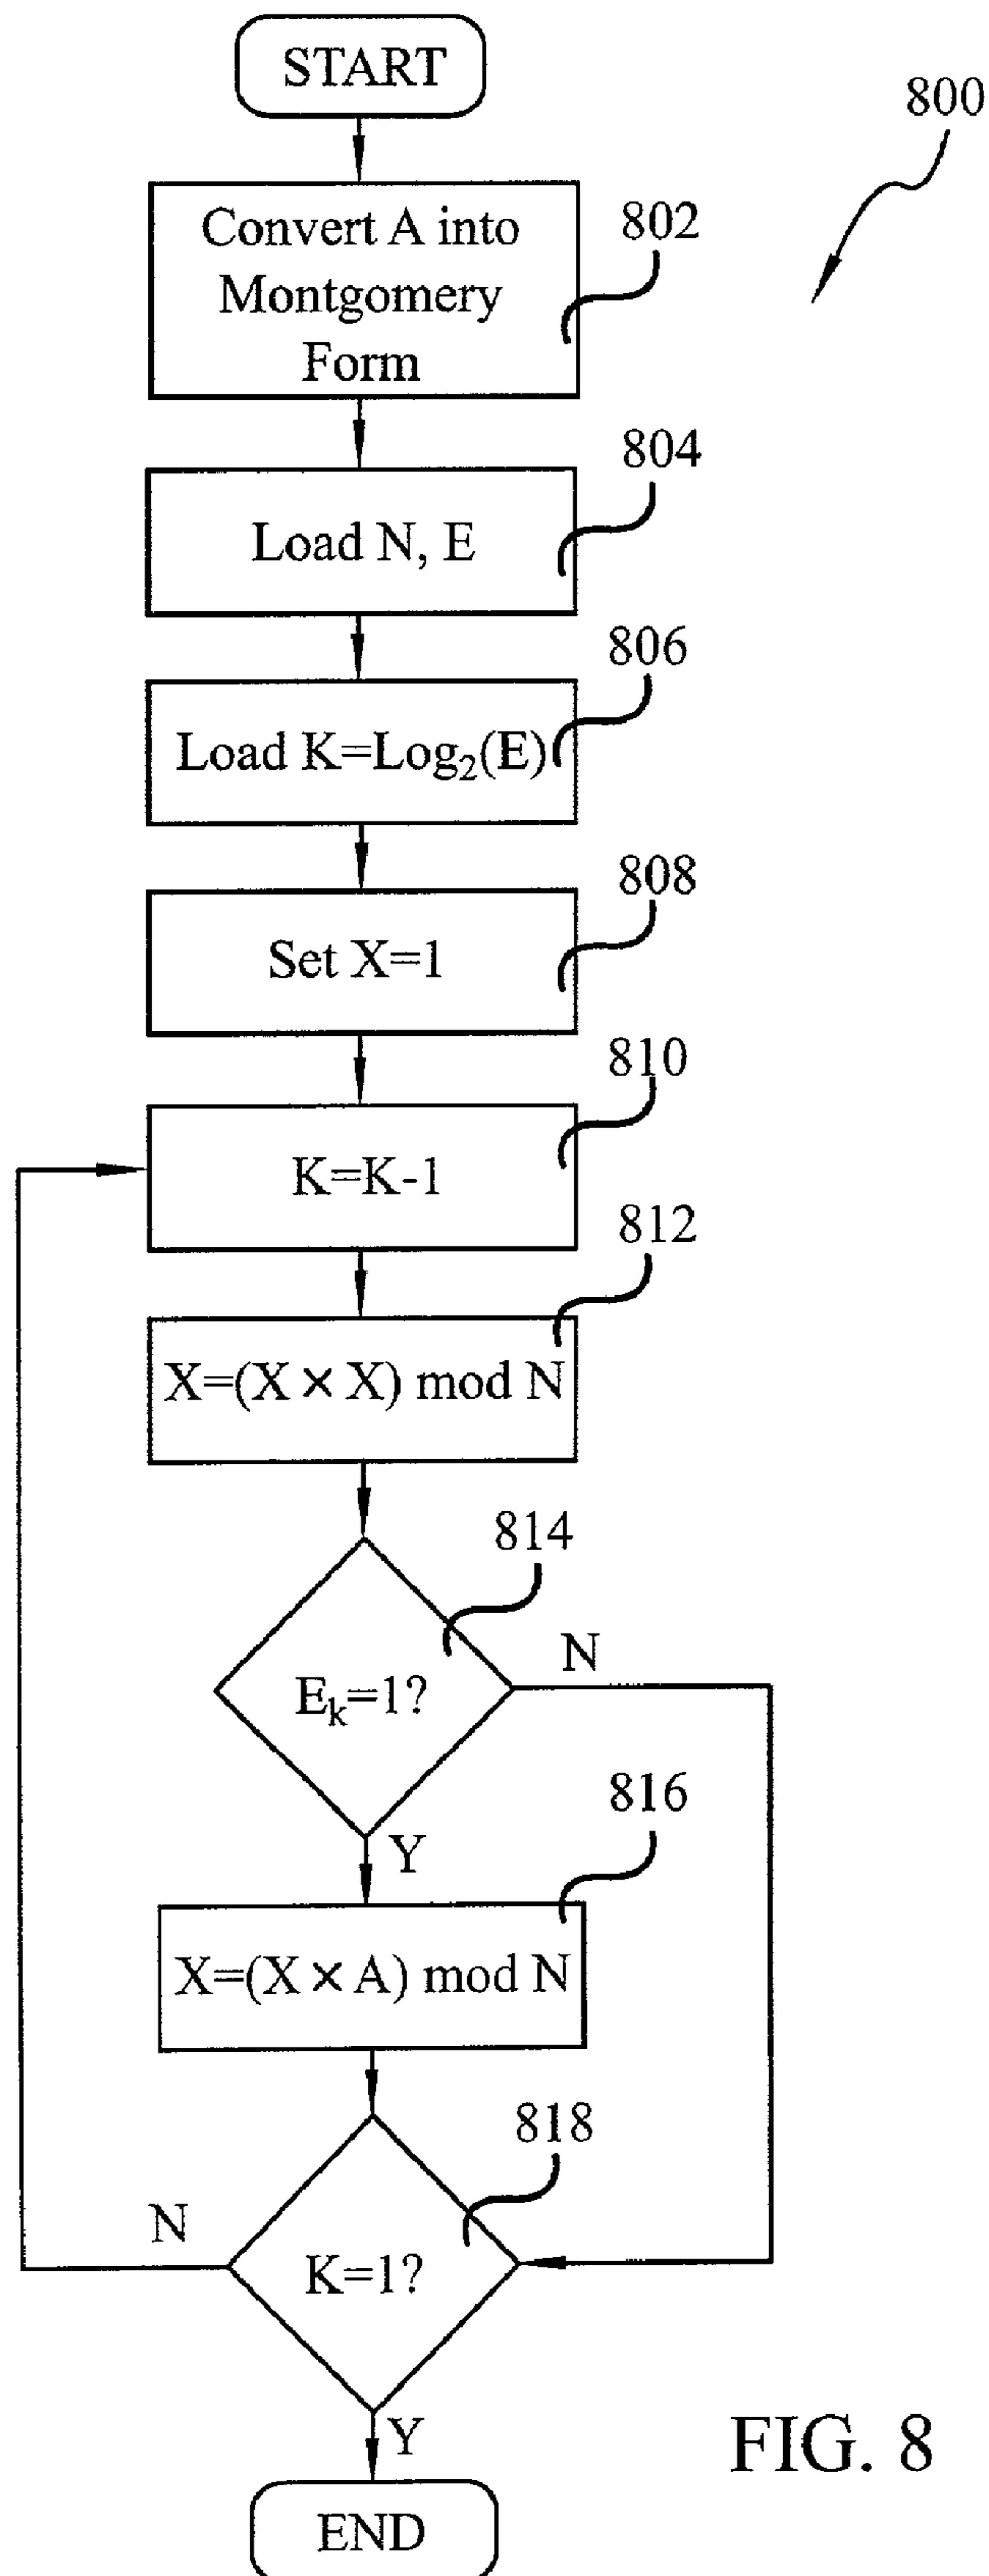 START
800
Convert A into
Montgomery
Form
802
Load N, E
804
Load K=Log₂(E)
806
Set X=1
808
K=K-1
810
X=(X × X) mod N
812
Eₖ=1?
814
N
Y
X=(X × A) mod N
816
K=1?
818
N
Y
END
FIG. 8